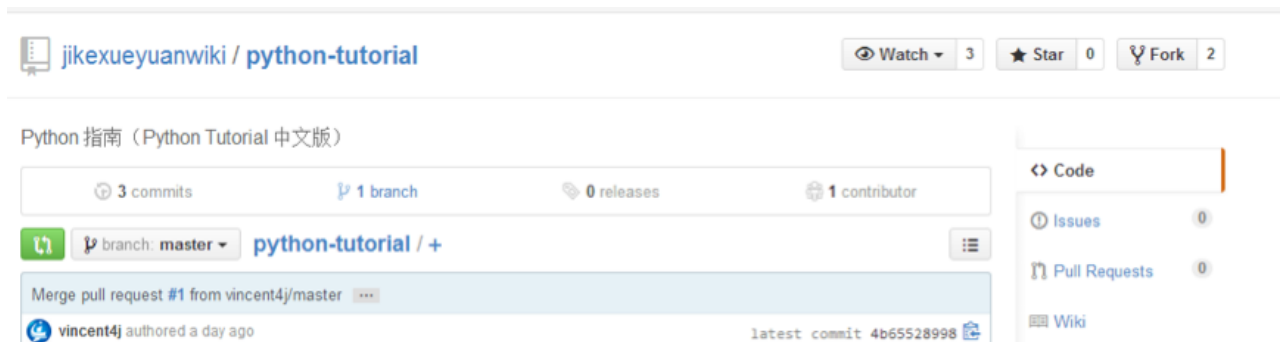 jikexueyuanwiki / python-tutorial
Watch 3 Star 0 Fork 2
Python 指南（Python Tutorial 中文版）
3 commits 1 branch 0 releases 1 contributor
<> Code
Issues 0
branch: master python-tutorial / +
Pull Requests 0
Merge pull request #1 from vincent4j/master ...
vincent4j authored a day ago latest commit 4b65528998
Wiki